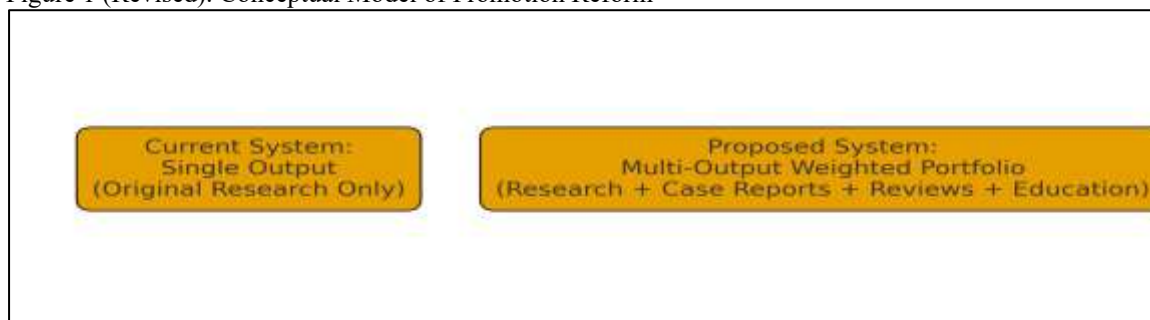 Figure 1 (Revised): Conceptual Model of Promotion Reform
Current System:
Single Output
(Original Research Only)
Proposed System:
Multi-Output Weighted Portfolio
(Research + Case Reports + Reviews + Education)